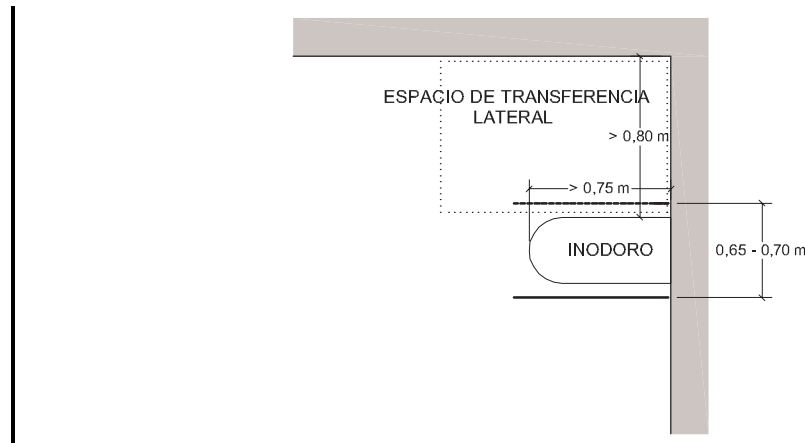 ESPACIO DE TRANSFERENCIA
LATERAL
> 0,80 m
> 0,75 m
INODORO
0,65 - 0,70 m